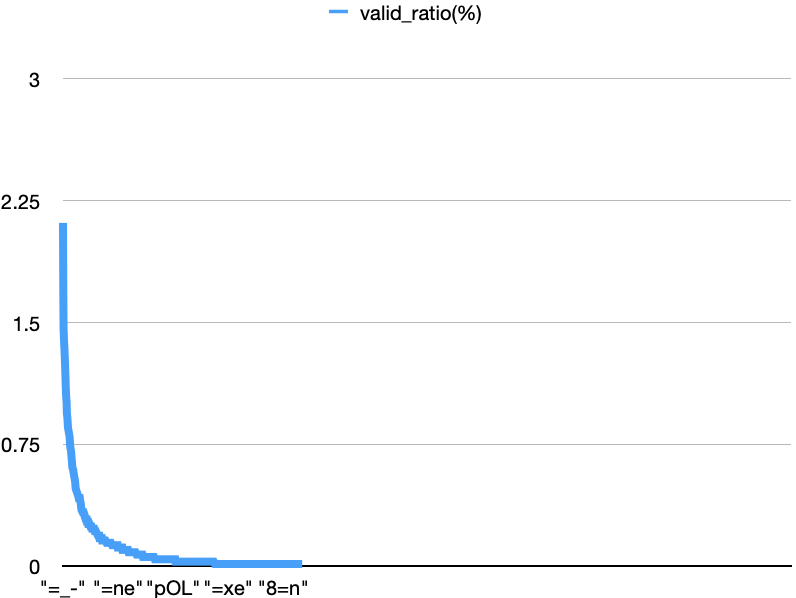 valid_ratio(%)
3
2.25
1.5
0.75
0
"=_-" "=ne" "pOL" "=xe" "8=n"